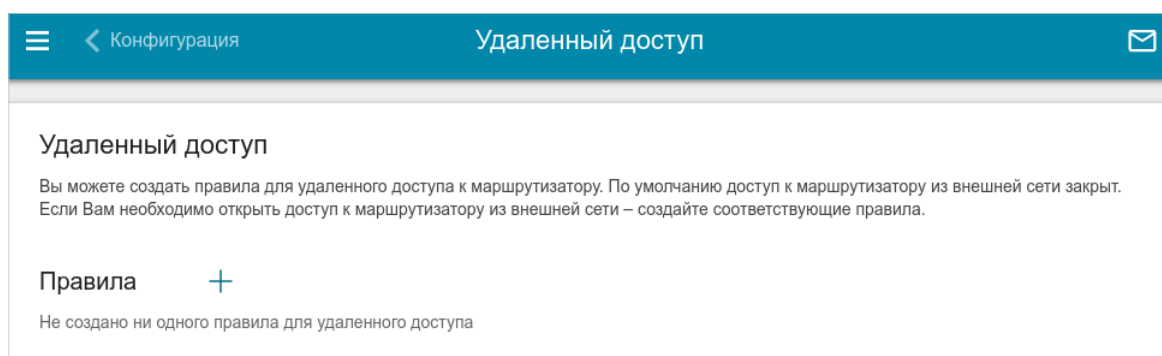 Конфигурация
Удаленный доступ
Удаленный доступ
Вы можете создать правила для удаленного доступа к маршрутизатору. По умолчанию доступ к маршрутизатору из внешней сети закрыт.
Если Вам необходимо открыть доступ к маршрутизатору из внешней сети – создайте соответствующие правила.
Правила
Не создано ни одного правила для удаленного доступа